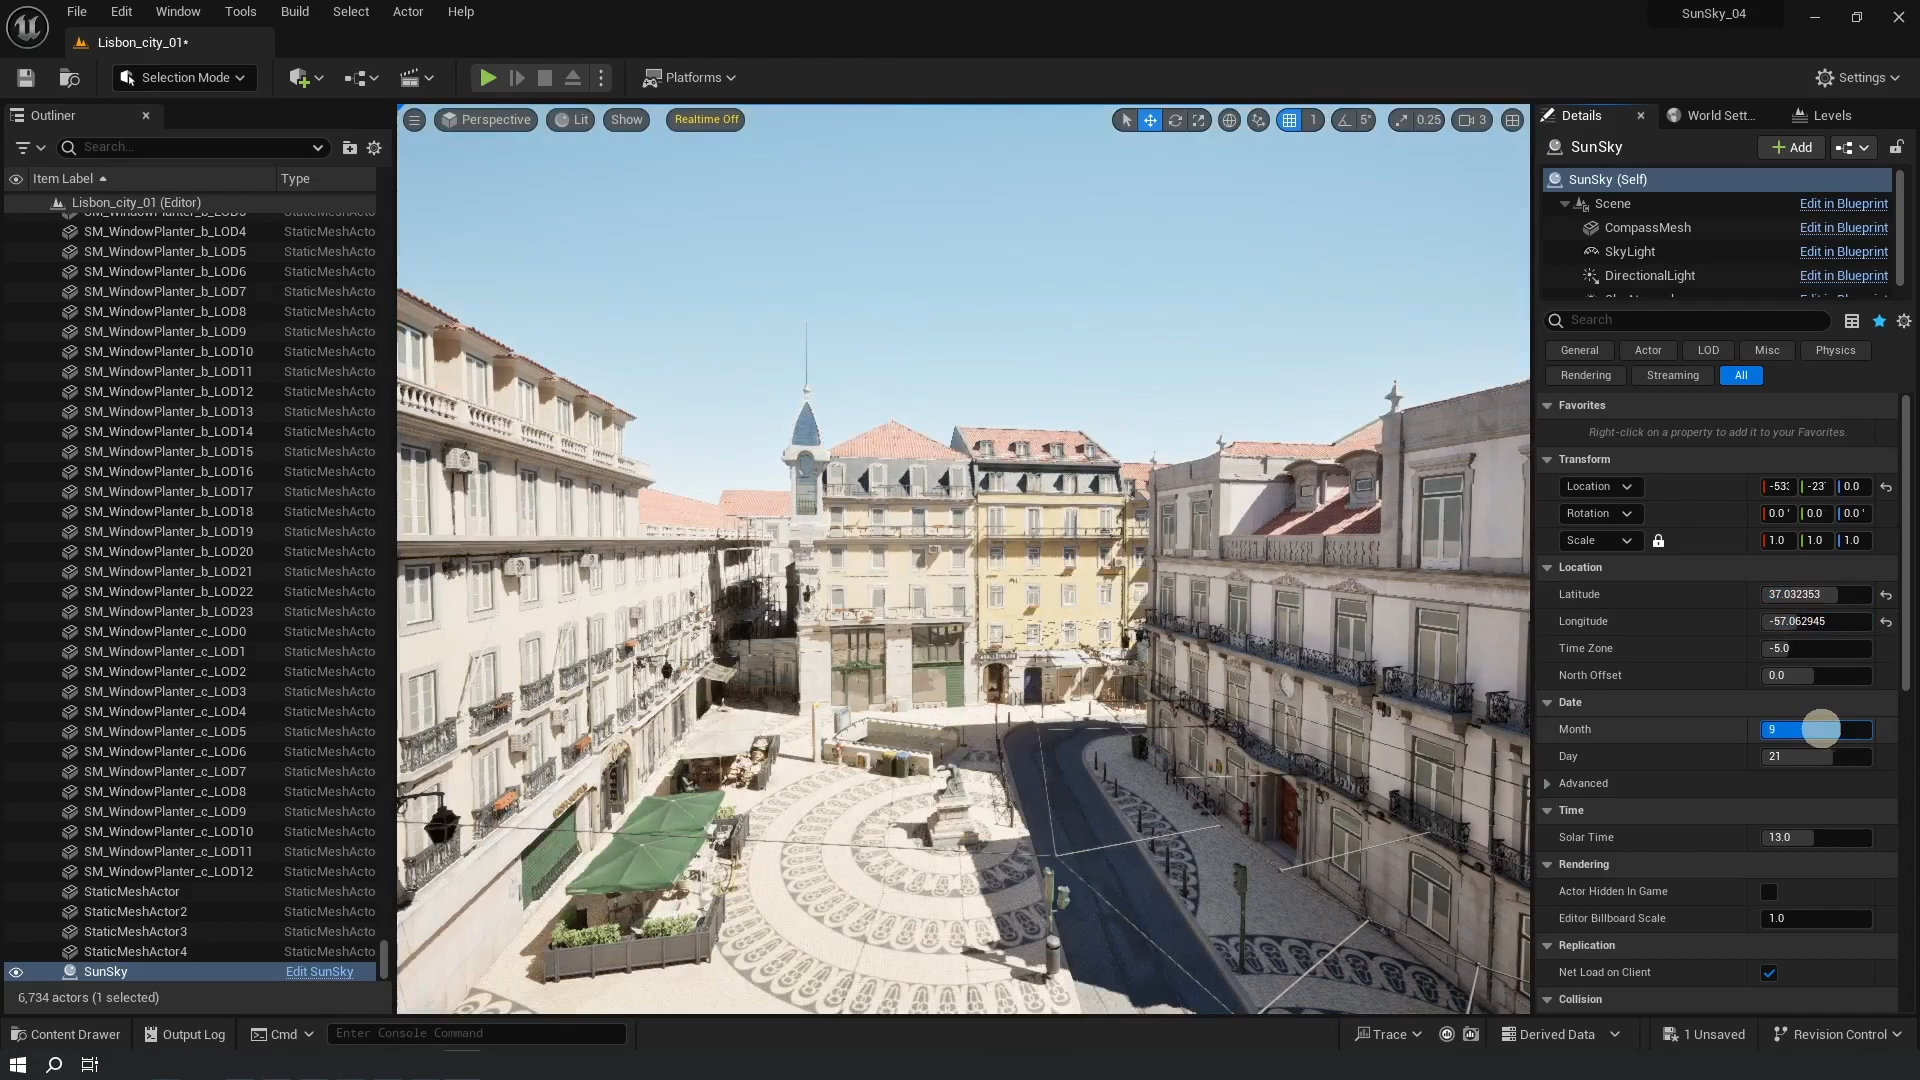 File Edit Window Tools Build Select Actor Help
SunSky_04
Lisbon_city_01*
Selection Mode
Platforms
Settings
Outliner
Search...
Item Label Type
Lisbon_city_01 (Editor)
SM_WindowPlanter_b_LOD4 StaticMeshActo
SM_WindowPlanter_b_LOD5 StaticMeshActo
SM_WindowPlanter_b_LOD6 StaticMeshActo
SM_WindowPlanter_b_LOD7 StaticMeshActo
SM_WindowPlanter_b_LOD8 StaticMeshActo
SM_WindowPlanter_b_LOD9 StaticMeshActo
SM_WindowPlanter_b_LOD10 StaticMeshActo
SM_WindowPlanter_b_LOD11 StaticMeshActo
SM_WindowPlanter_b_LOD12 StaticMeshActo
SM_WindowPlanter_b_LOD13 StaticMeshActo
SM_WindowPlanter_b_LOD14 StaticMeshActo
SM_WindowPlanter_b_LOD15 StaticMeshActo
SM_WindowPlanter_b_LOD16 StaticMeshActo
SM_WindowPlanter_b_LOD17 StaticMeshActo
SM_WindowPlanter_b_LOD18 StaticMeshActo
SM_WindowPlanter_b_LOD19 StaticMeshActo
SM_WindowPlanter_b_LOD20 StaticMeshActo
SM_WindowPlanter_b_LOD21 StaticMeshActo
SM_WindowPlanter_b_LOD22 StaticMeshActo
SM_WindowPlanter_b_LOD23 StaticMeshActo
SM_WindowPlanter_c_LOD0 StaticMeshActo
SM_WindowPlanter_c_LOD1 StaticMeshActo
SM_WindowPlanter_c_LOD2 StaticMeshActo
SM_WindowPlanter_c_LOD3 StaticMeshActo
SM_WindowPlanter_c_LOD4 StaticMeshActo
SM_WindowPlanter_c_LOD5 StaticMeshActo
SM_WindowPlanter_c_LOD6 StaticMeshActo
SM_WindowPlanter_c_LOD7 StaticMeshActo
SM_WindowPlanter_c_LOD8 StaticMeshActo
SM_WindowPlanter_c_LOD9 StaticMeshActo
SM_WindowPlanter_c_LOD10 StaticMeshActo
SM_WindowPlanter_c_LOD11 StaticMeshActo
SM_WindowPlanter_c_LOD12 StaticMeshActo
StaticMeshActor StaticMeshActo
StaticMeshActor2 StaticMeshActo
StaticMeshActor3 StaticMeshActo
StaticMeshActor4 StaticMeshActo
SunSky Edit SunSky
6,734 actors (1 selected)
Perspective Lit Show Realtime Off 1 5° 0.25 3
Details World Sett... Levels
SunSky Add
SunSky (Self)
Scene Edit in Blueprint
CompassMesh Edit in Blueprint
SkyLight Edit in Blueprint
DirectionalLight Edit in Blueprint
Search
General Actor LOD Misc Physics
Rendering Streaming All
Favorites
Right-click on a property to add it to your Favorites.
Transform
Location -53 -23 0.0
Rotation 0.0 ° 0.0 0.0 °
Scale 1.0 1.0 1.0
Location
Latitude 37.032353
Longitude -57.062945
Time Zone -5.0
North Offset 0.0
Date
Month 9
Day 21
Advanced
Time
Solar Time 13.0
Rendering
Actor Hidden In Game
Editor Billboard Scale 1.0
Replication
Net Load on Client
Collision
Content Drawer Output Log Cmd Enter Console Command Trace Derived Data 1 Unsaved Revision Control